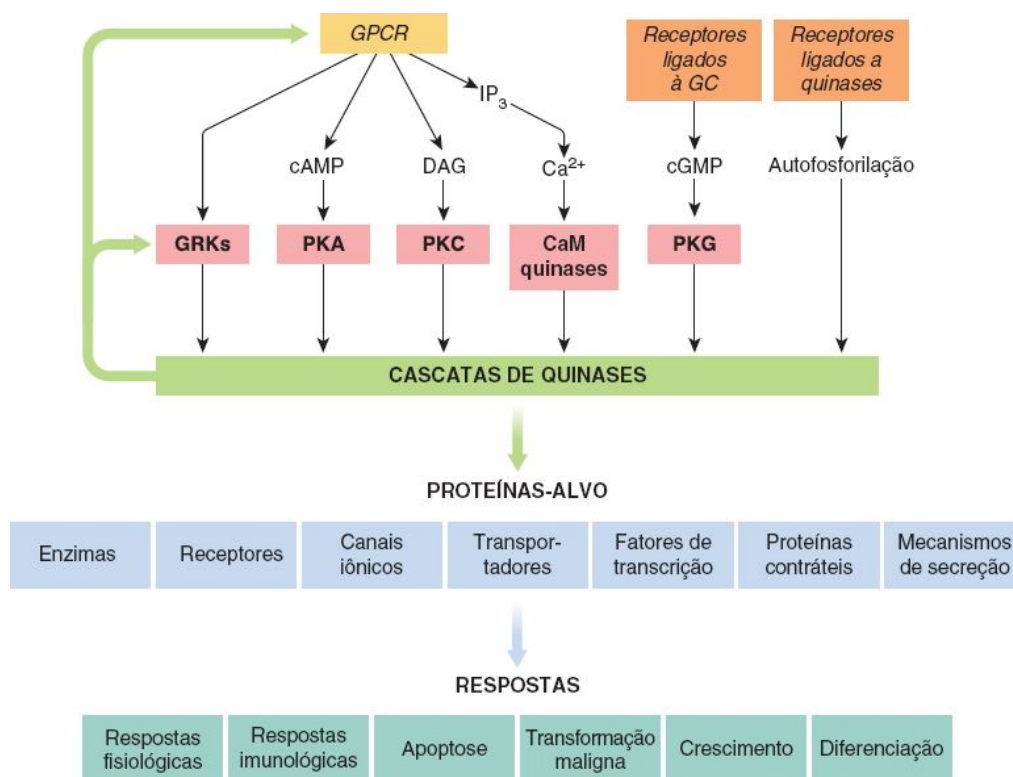 GPCR
Receptores
ligados
à GC
Receptores
ligados a
quinases
IP3
cAMP
DAG
Ca2+
cGMP
Autofosforilação
GRKs
PKA
PKC
CaM
quinases
PKG
CASCATAS DE QUINASES
PROTEÍNAS-ALVO
Enzimas
Receptores
Canais
iônicos
Transpor-
tadores
Fatores de
transcrição
Proteínas
contráteis
Mecanismos
de secreção
RESPOSTAS
Respostas
fisiológicas
Respostas
imunológicas
Apoptose
Transformação
maligna
Crescimento
Diferenciação